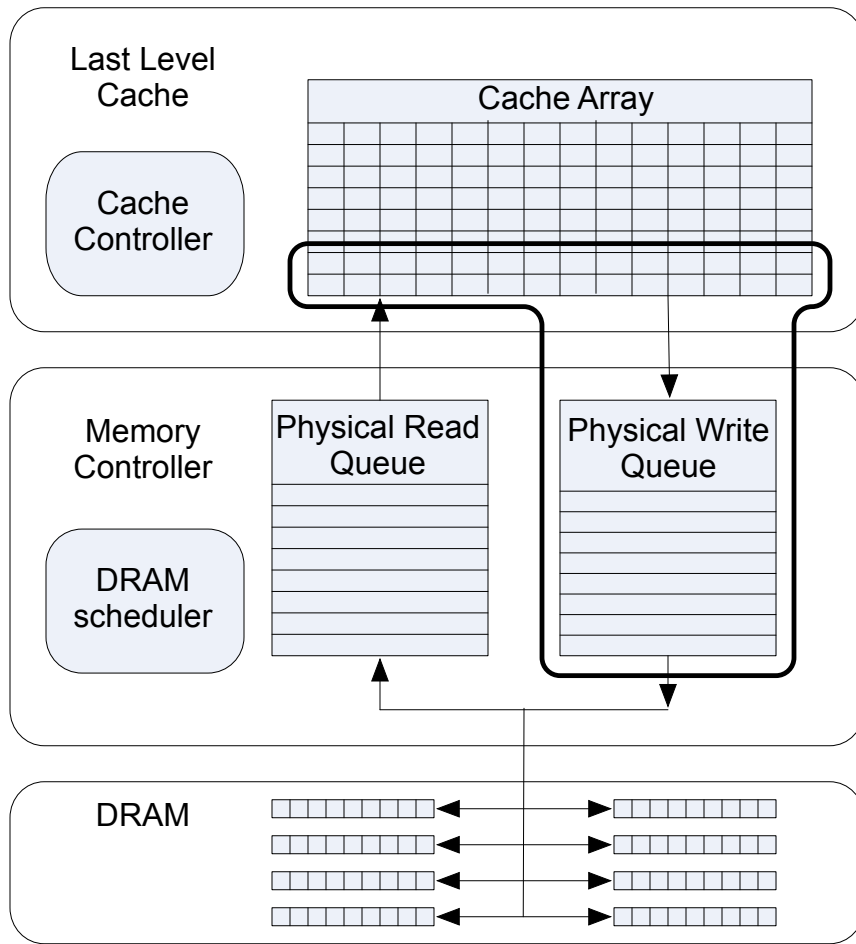 Last Level
Cache
Cache Array
Cache
Controller
Memory
Controller
Physical Read
Queue
Physical Write
Queue
DRAM
scheduler
DRAM